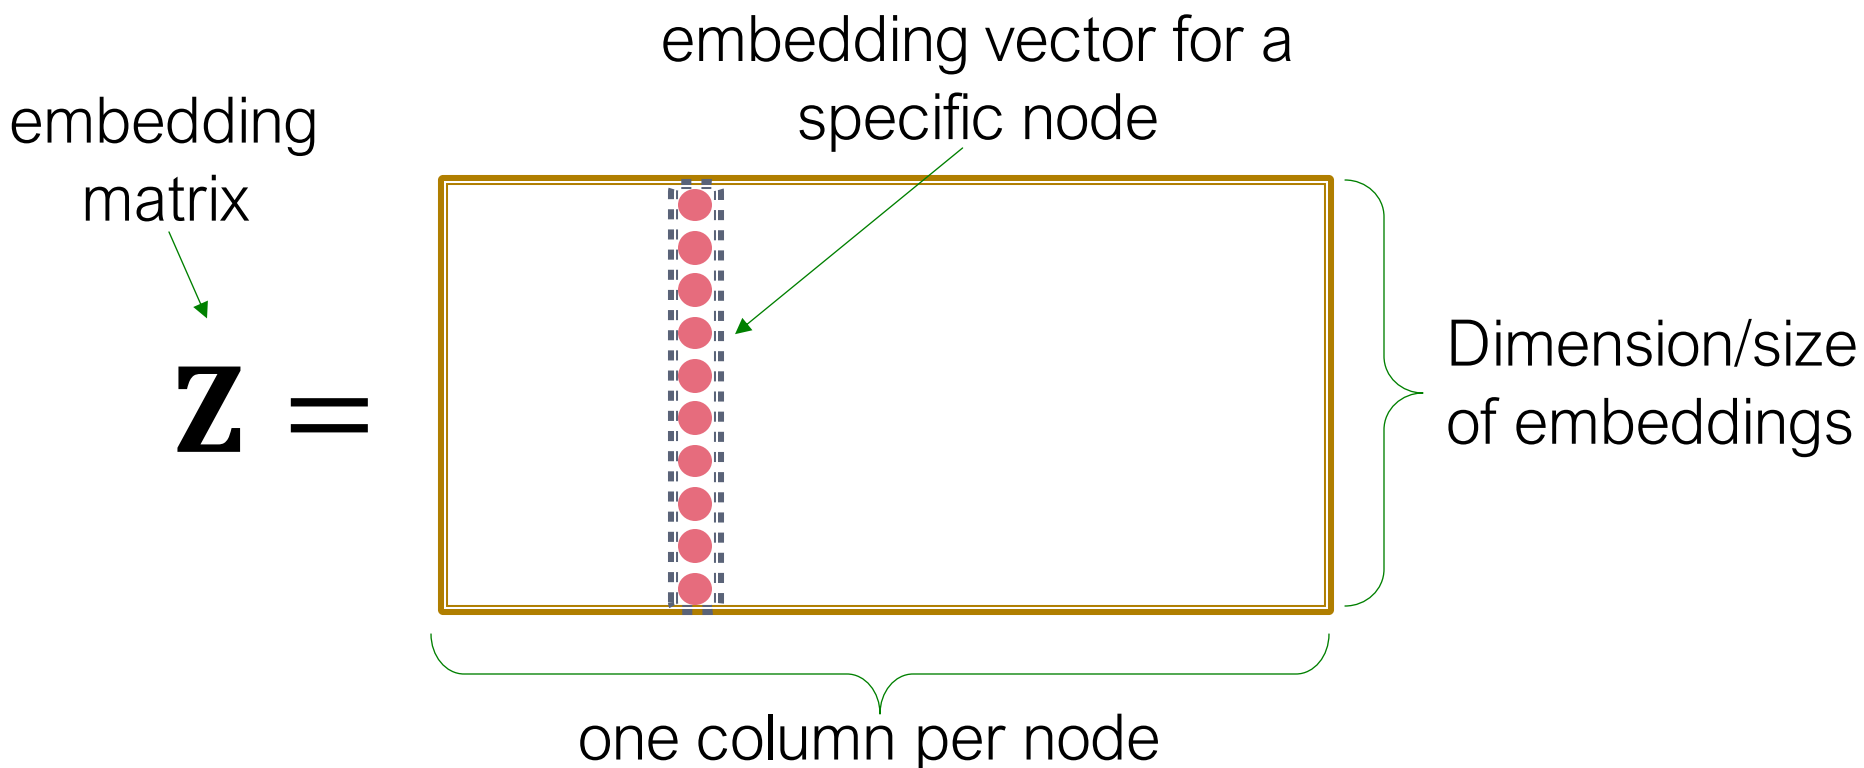 embedding vector for a
specific node
embedding
matrix
Z =
Dimension/size
of embeddings
one column per node